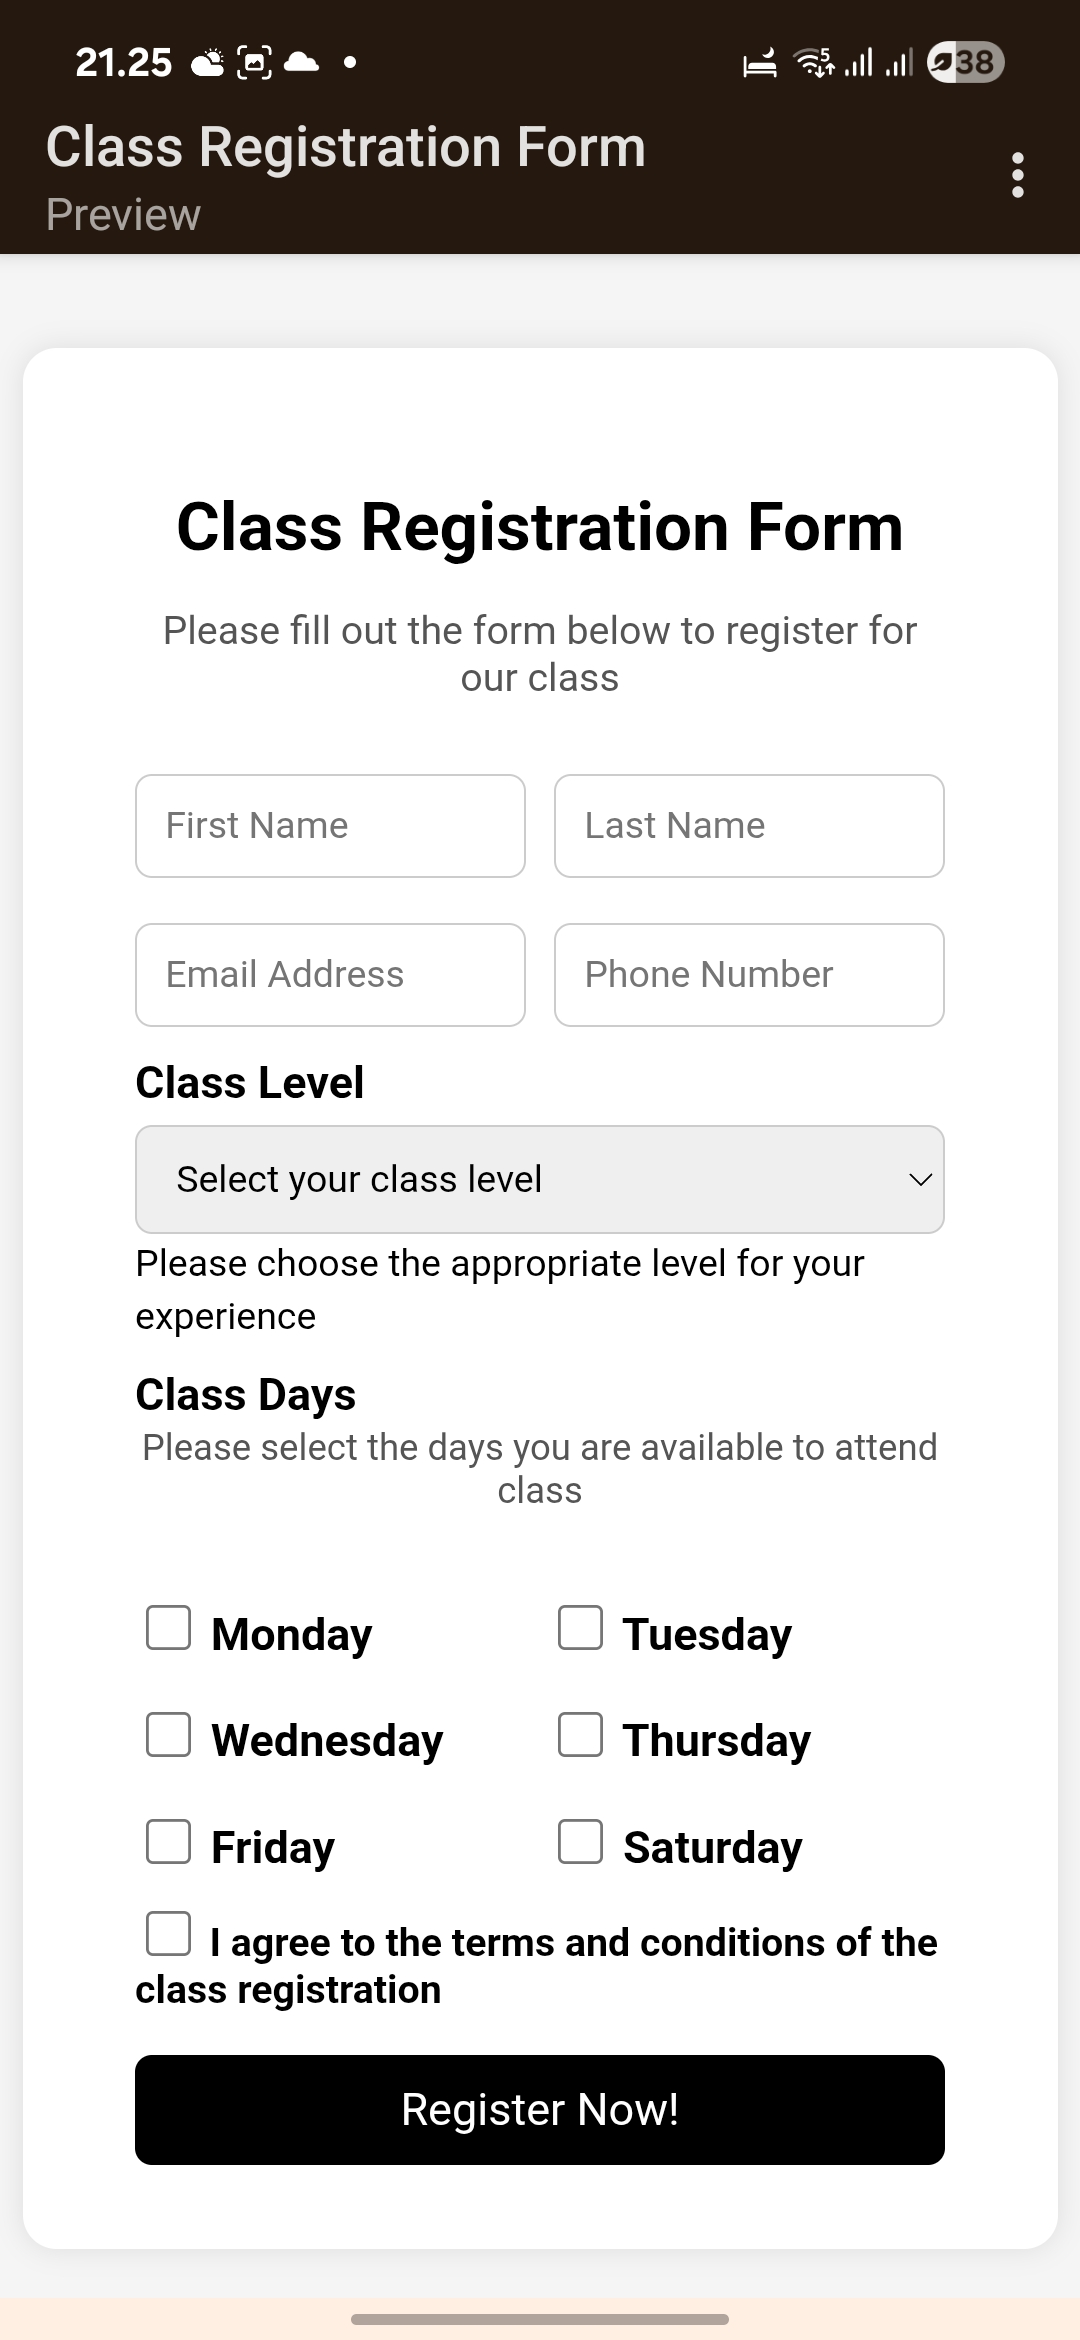 21.25
5
38
Class Registration Form
Preview
Class Registration Form
Please fill out the form below to register for
our class
First Name
Last Name
Email Address
Phone Number
Class Level
Select your class level
Please choose the appropriate level for your
experience
Class Days
Please select the days you are available to attend
class
Monday
Tuesday
Wednesday
Thursday
Friday
Saturday
I agree to the terms and conditions of the
class registration
Register Now!